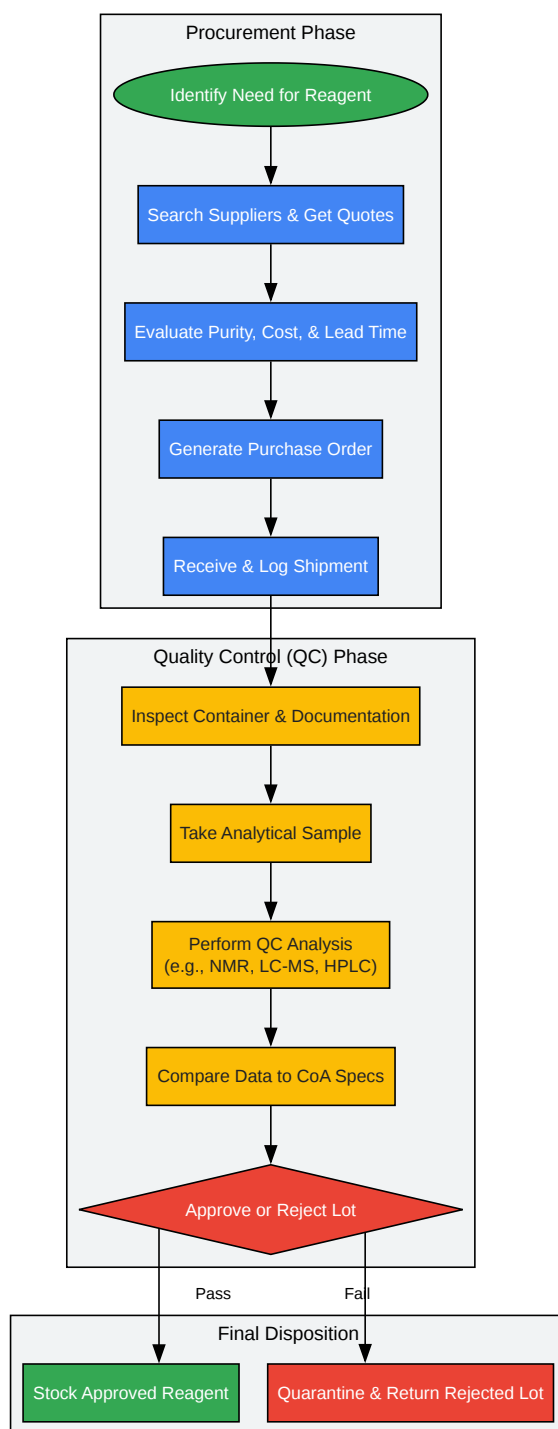 Procurement Phase
Identify Need for Reagent
Search Suppliers & Get Quotes
Evaluate Purity, Cost, & Lead Time
Generate Purchase Order
Receive & Log Shipment
Quality Control (QC) Phase
Inspect Container & Documentation
Take Analytical Sample
Perform QC Analysis
(e.g., NMR, LC-MS, HPLC)
Compare Data to CoA Specs
Approve or Reject Lot
Pass
Fail
Final Disposition
Stock Approved Reagent
Quarantine & Return Rejected Lot